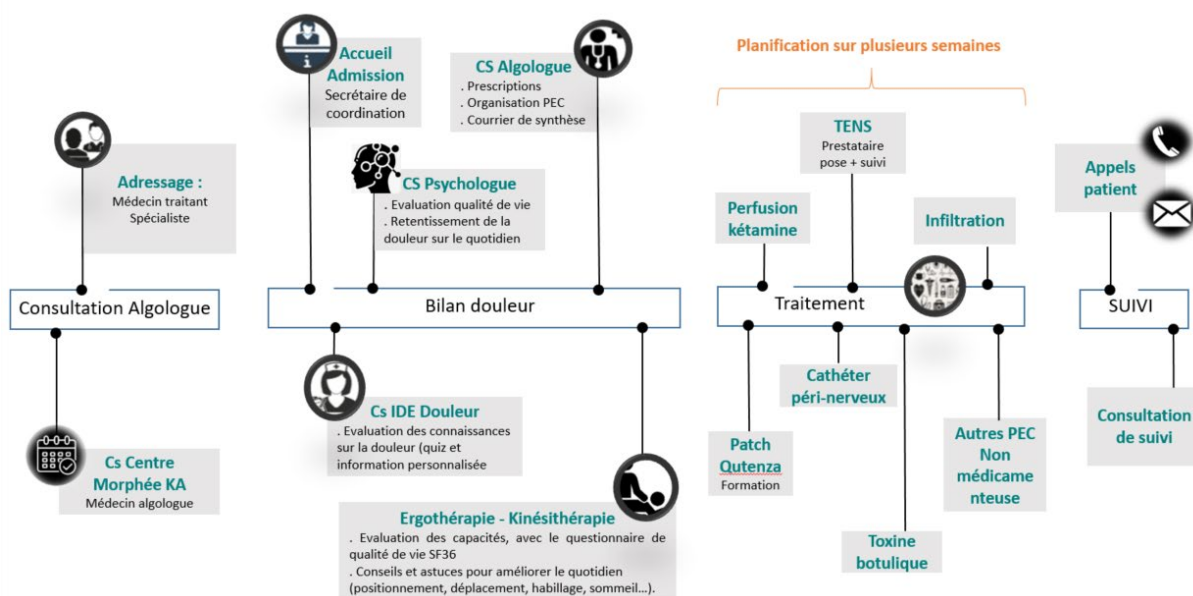 Adressage :
Médecin traitant
Spécialiste
Consultation Algologue
Cs Centre
Morphée KA
Médecin algologue
Accueil
Admission
Secrétaire de
coordination
CS Psychologue
. Evaluation qualité de vie
. Retentissement de la
douleur sur le quotidien
CS Algologue
. Prescriptions
. Organisation PEC
. Courrier de synthèse
Bilan douleur
Cs IDE Douleur
. Evaluation des connaissances
sur la douleur (quiz et
information personnalisée
Ergothérapie - Kinésithérapie
. Evaluation des capacités, avec le questionnaire de
qualité de vie SF36
. Conseils et astuces pour améliorer le quotidien
(positionnement, déplacement, habillage, sommeil...).
Planification sur plusieurs semaines
TENS
Prestataire
pose + suivi
Perfusion
kétamine
Infiltration
Traitement
Cathéter
péri-nerveux
Patch
Qutenza
Formation
Autres PEC
Non
médicame
nteuse
Toxine
botulique
Appels
patient
SUIVI
Consultation
de suivi